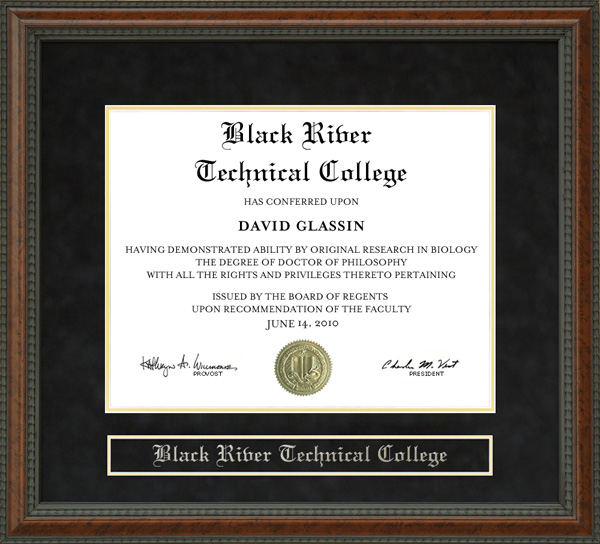 Black River
Technical College
HAS CONFERRED UPON
DAVID GLASSIN
HAVING DEMONSTRATED ABILITY BY ORIGINAL RESEARCH IN BIOLOGY
THE DEGREE OF DOCTOR OF PHILOSOPHY
WITH ALL THE RIGHTS AND PRIVILEGES THERETO PERTAINING
ISSUED BY THE BOARD OF REGENTS
UPON RECOMMENDATION OF THE FACULTY
JUNE 14, 2010
PROVOST
Charles M. Vest
PRESIDENT
Black River Technical College